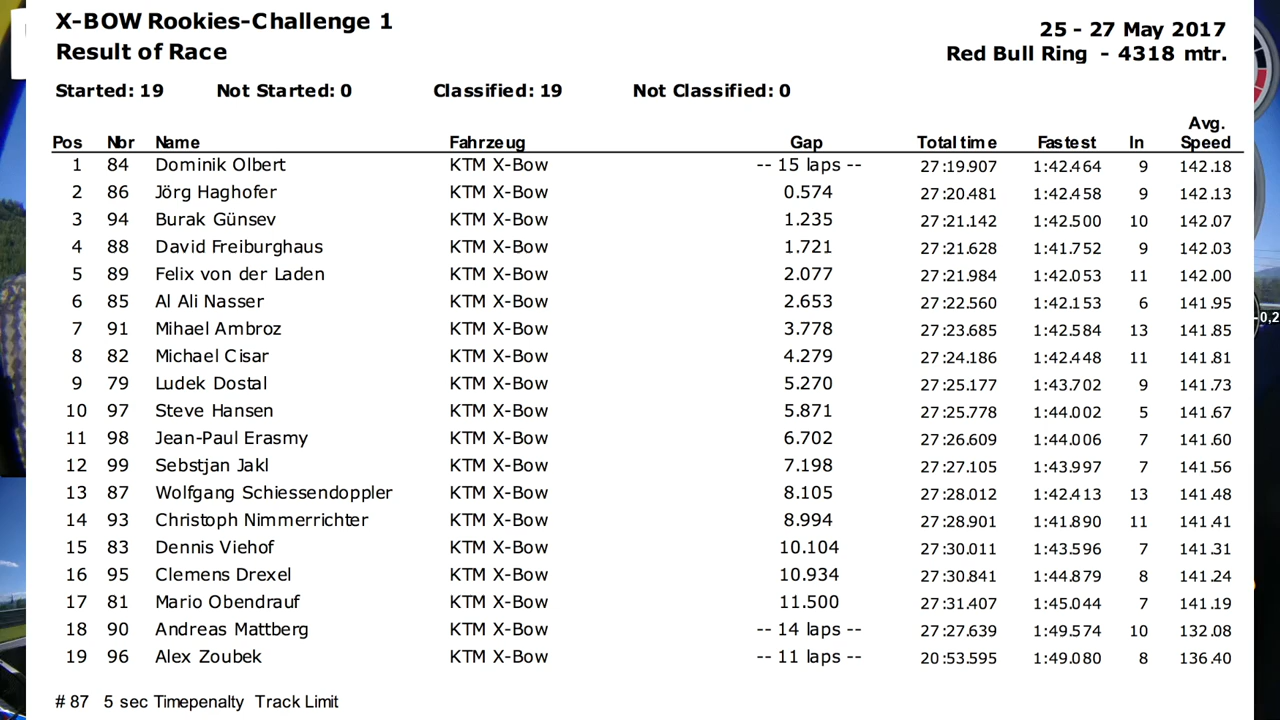 X-BOW Rookies-Challenge 1
25 - 27 May 2017
Result of Race
Red Bull Ring - 4318 mtr.
Started: 19 Not Started: 0 Classified: 19 Not Classified: 0
Pos Nbr Name Fahrzeug Gap Total time Fastest In Avg. Speed
1 84 Dominik Olbert KTM X-Bow -- 15 laps -- 27:19.907 1:42.464 9 142.18
2 86 Jörg Haghofer KTM X-Bow 0.574 27:20.481 1:42.458 9 142.13
3 94 Burak Günsev KTM X-Bow 1.235 27:21.142 1:42.500 10 142.07
4 88 David Freiburghaus KTM X-Bow 1.721 27:21.628 1:41.752 9 142.03
5 89 Felix von der Laden KTM X-Bow 2.077 27:21.984 1:42.053 11 142.00
6 85 Al Ali Nasser KTM X-Bow 2.653 27:22.560 1:42.153 6 141.95
7 91 Mihael Ambroz KTM X-Bow 3.778 27:23.685 1:42.584 13 141.85
8 82 Michael Cisar KTM X-Bow 4.279 27:24.186 1:42.448 11 141.81
9 79 Ludek Dostal KTM X-Bow 5.270 27:25.177 1:43.702 9 141.73
10 97 Steve Hansen KTM X-Bow 5.871 27:25.778 1:44.002 5 141.67
11 98 Jean-Paul Erasmy KTM X-Bow 6.702 27:26.609 1:44.006 7 141.60
12 99 Sebstjan Jakl KTM X-Bow 7.198 27:27.105 1:43.997 7 141.56
13 87 Wolfgang Schiessendoppler KTM X-Bow 8.105 27:28.012 1:42.413 13 141.48
14 93 Christoph Nimmerrichter KTM X-Bow 8.994 27:28.901 1:41.890 11 141.41
15 83 Dennis Viehof KTM X-Bow 10.104 27:30.011 1:43.596 7 141.31
16 95 Clemens Drexel KTM X-Bow 10.934 27:30.841 1:44.879 8 141.24
17 81 Mario Obendrauf KTM X-Bow 11.500 27:31.407 1:45.044 7 141.19
18 90 Andreas Mattberg KTM X-Bow -- 14 laps -- 27:27.639 1:49.574 10 132.08
19 96 Alex Zoubek KTM X-Bow -- 11 laps -- 20:53.595 1:49.080 8 136.40
# 87 5 sec Timepenalty Track Limit
-0,2